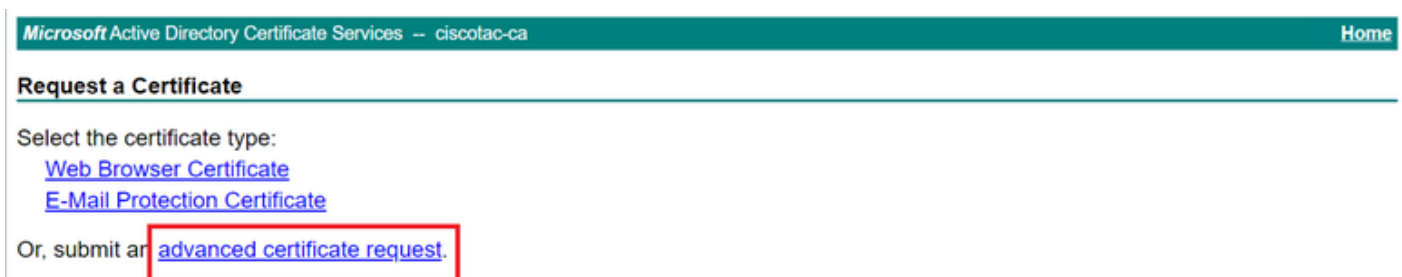 Microsoft Active Directory Certificate Services -- ciscotac-ca Home
Request a Certificate
Select the certificate type:
Web Browser Certificate
E-Mail Protection Certificate
Or, submit an advanced certificate request.